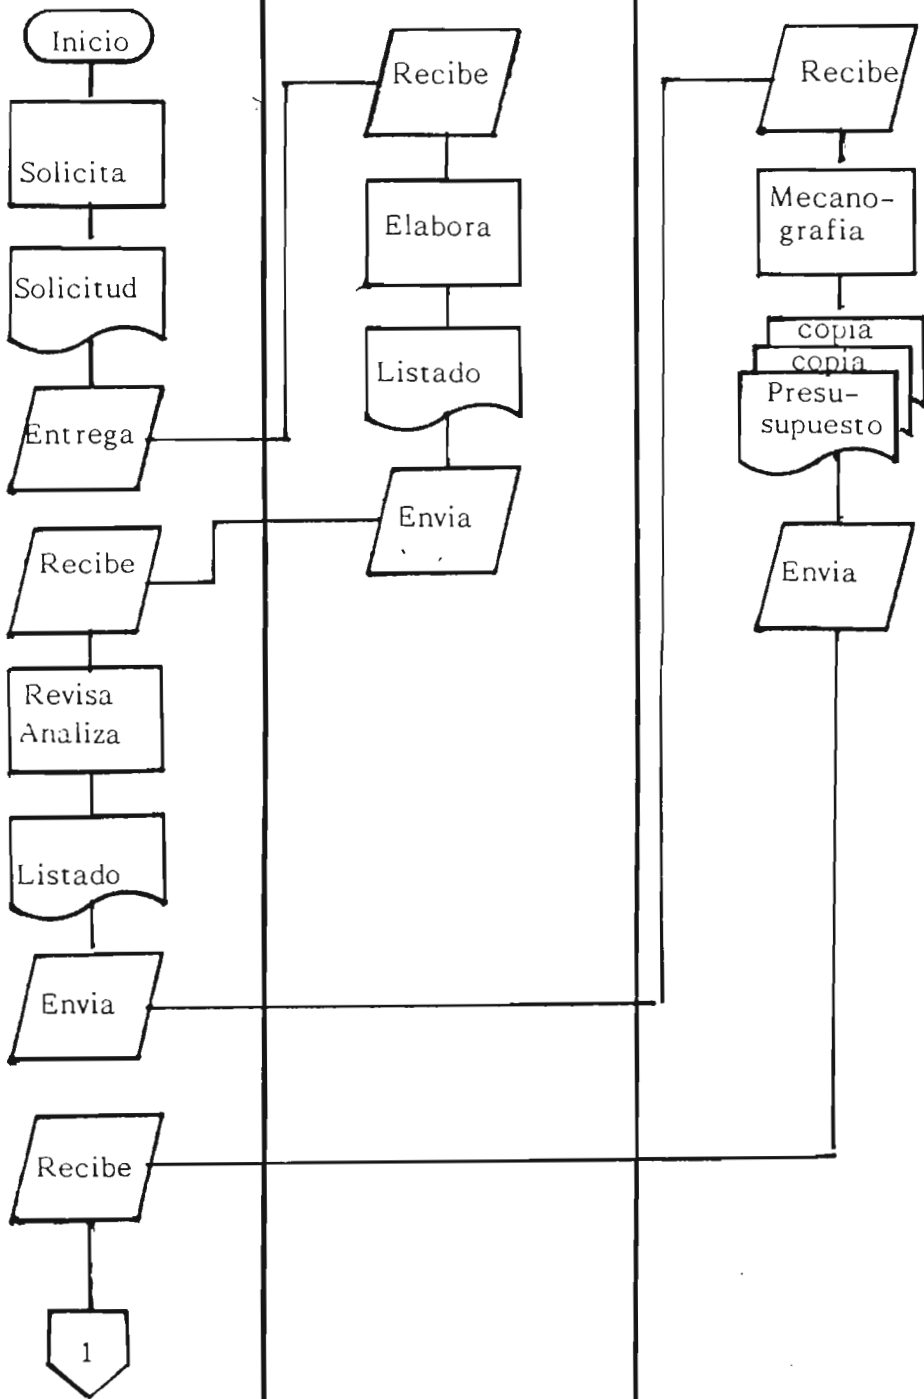 Inicio
Solicita
Solicitud
Entrega
Recibe
Revisa
Analiza
Listado
Envia
Recibe
1
Recibe
Elabora
Listado
Envia
Recibe
Mecano-
grafia
copia
copia
Presu-
supuesto
Envia